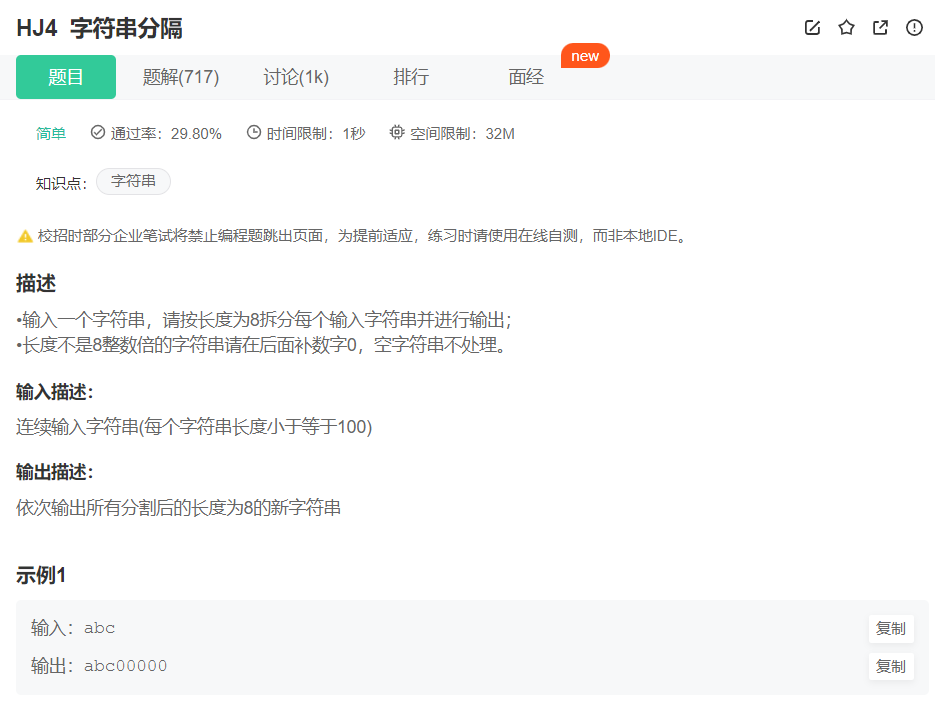 HJ4 字符串分隔
new
题目 题解(717) 讨论(1k) 排行 面经
简单 通过率：29.80% 时间限制：1秒 空间限制：32M
知识点： 字符串
校招时部分企业笔试将禁止编程题跳出页面，为提前适应，练习时请使用在线自测，而非本地IDE。
描述
•输入一个字符串，请按长度为8拆分每个输入字符串并进行输出；
•长度不是8整数倍的字符串请在后面补数字0，空字符串不处理。
输入描述：
连续输入字符串(每个字符串长度小于等于100)
输出描述：
依次输出所有分割后的长度为8的新字符串
示例1
输入：abc 复制
输出：abc00000 复制